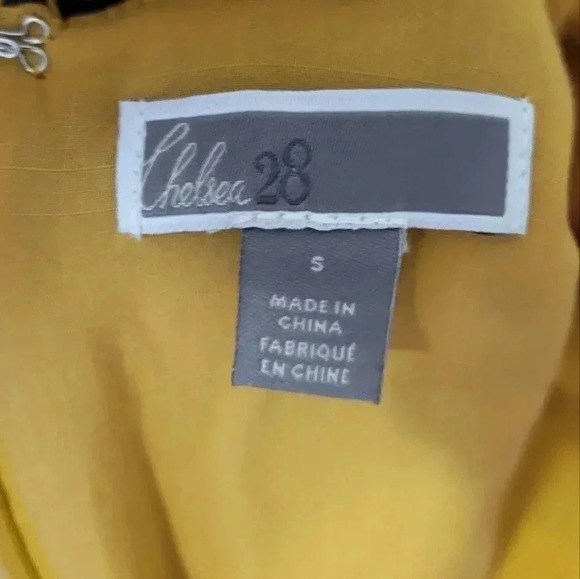 Chelsea 28
S
MADE IN
CHINA
FABRIQUÉ
EN CHINE